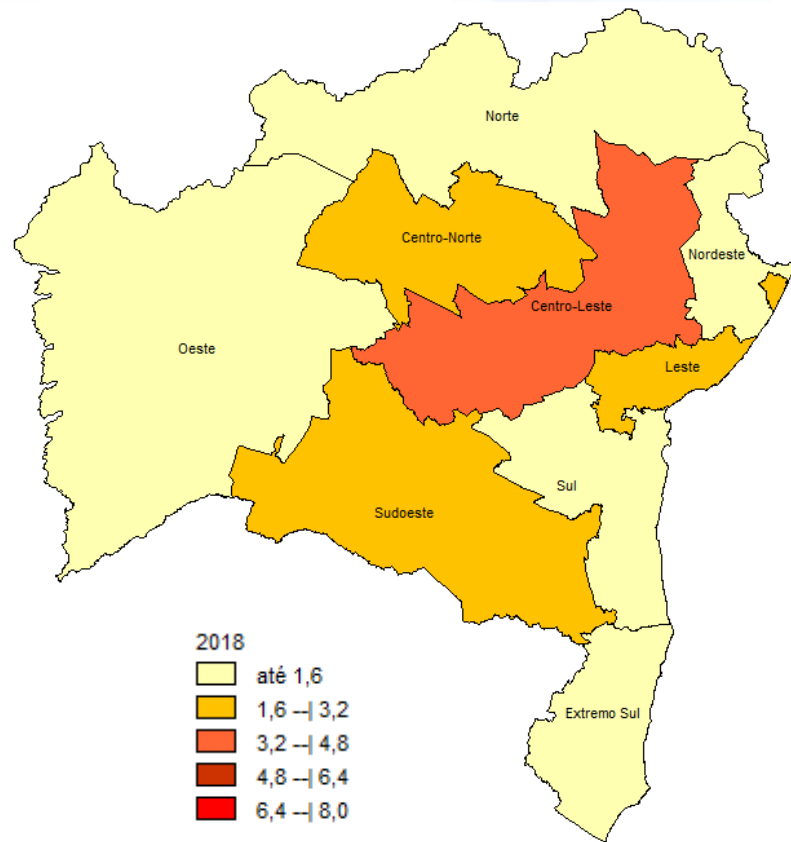 Norte
Centro-Norte
Nordeste
Centro-Leste
Oeste
Leste
Sul
Sudoeste
2018
até 1,6
1,6 --| 3,2
3,2 --| 4,8
4,8 --| 6,4
6,4 --| 8,0
Extremo Sul